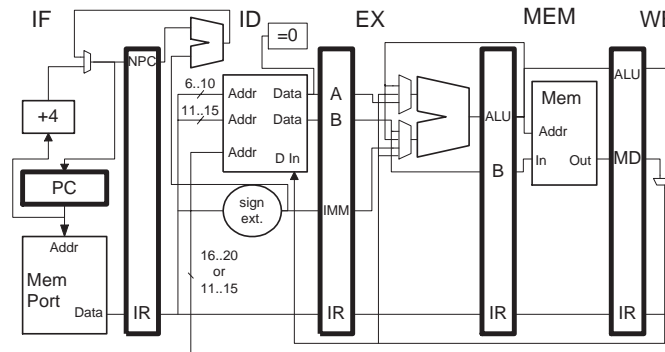 IF
ID
EX
MEM
WB
=0
NPC
+4
PC
Addr
Mem
Port
Data
IR
6..10
11..15
Addr
Data
Addr
Data
Addr
D In
sign
ext.
16..20
or
11..15
A
B
IMM
IR
ALU
B
IR
Mem
Addr
In
Out
ALU
MD
IR